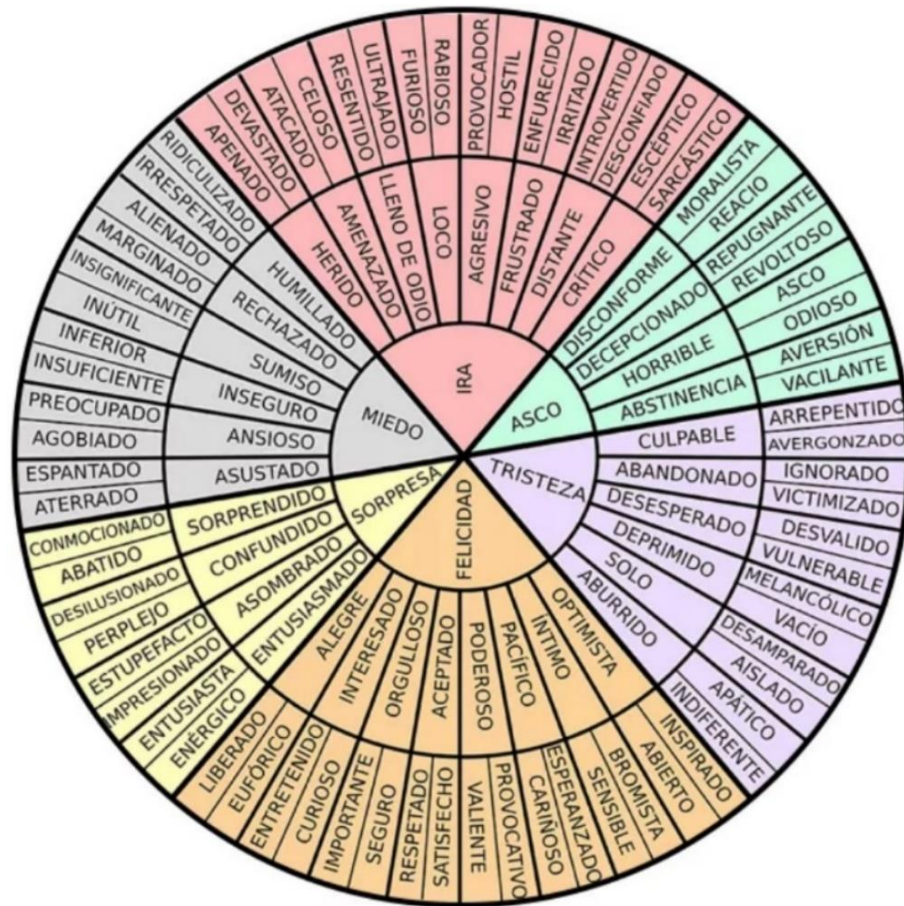 IRA
HERIDO
AMENAZADO
LLENO DE ODIO
LOCO
AGRESIVO
FRUSTRADO
DISTANTE
CRÍTICO
APENADO
DEVASTADO
ATACADO
CELOSO
RESENTIDO
ULTRAJADO
FURIOSO
RABIOSO
PROVOCADOR
HOSTIL
ENFURECIDO
IRRITADO
INTROVERTIDO
DESCONFIADO
ESCÉPTICO
SARCÁSTICO
ASCO
DISCONFORME
DECEPCIONADO
HORRIBLE
ABSTINENCIA
MORALISTA
REACIO
REPUGNANTE
REVOLTOSO
ASCO
ODIOSO
AVERSIÓN
VACILANTE
TRISTEZA
CULPABLE
ABANDONADO
DESESPERADO
DEPRIMIDO
SOLO
ABURRIDO
ARREPENTIDO
AVERGONZADO
IGNORADO
VICTIMIZADO
DESVALIDO
VULNERABLE
MELANCÓLICO
VACÍO
DESAMPARADO
AISLADO
APÁTICO
INDIFERENTE
FELICIDAD
OPTIMISTA
INTIMO
PACÍFICO
PODEROSO
ACEPTADO
ORGULLOSO
INTERESADO
ALEGRE
INSPIRADO
ABIERTO
BROMISTA
SENSIBLE
ESPERANZADO
CARIÑOSO
PROVOCATIVO
VALIENTE
SATISFECHO
RESPETADO
SEGURO
IMPORTANTE
CURIOSO
ENTRETENIDO
EUFÓRICO
LIBERADO
SORPRESA
ENTUSIASMADO
ASOMBRADO
CONFUNDIDO
SORPRENDIDO
ENÉRGICO
ENTUSIASTA
IMPRESIONADO
ESTUPEFACTO
PERPLEJO
DESILUSIONADO
ABATIDO
CONMOCIONADO
MIEDO
ASUSTADO
ANSIOSO
INSEGURO
SUMISO
RECHAZADO
HUMILLADO
ATERRADO
ESPANTADO
AGOBIADO
PREOCUPADO
INSUFICIENTE
INFERIOR
INÚTIL
INSIGNIFICANTE
MARGINADO
ALIENADO
IRRESPETADO
RIDICULIZADO